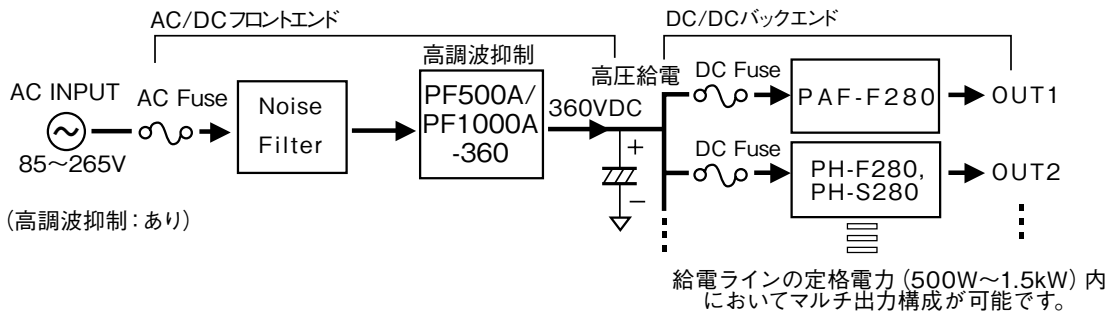 AC/DCフロントエンド
DC/DCバックエンド
高調波抑制
高圧給電
AC INPUT
85～265V
AC Fuse
Noise
Filter
PF500A/
PF1000A
-360
360VDC
+
−
DC Fuse
PAF-F280
OUT1
DC Fuse
PH-F280,
PH-S280
OUT2
(高調波抑制：あり)
給電ラインの定格電力(500W～1.5kW)内
においてマルチ出力構成が可能です。